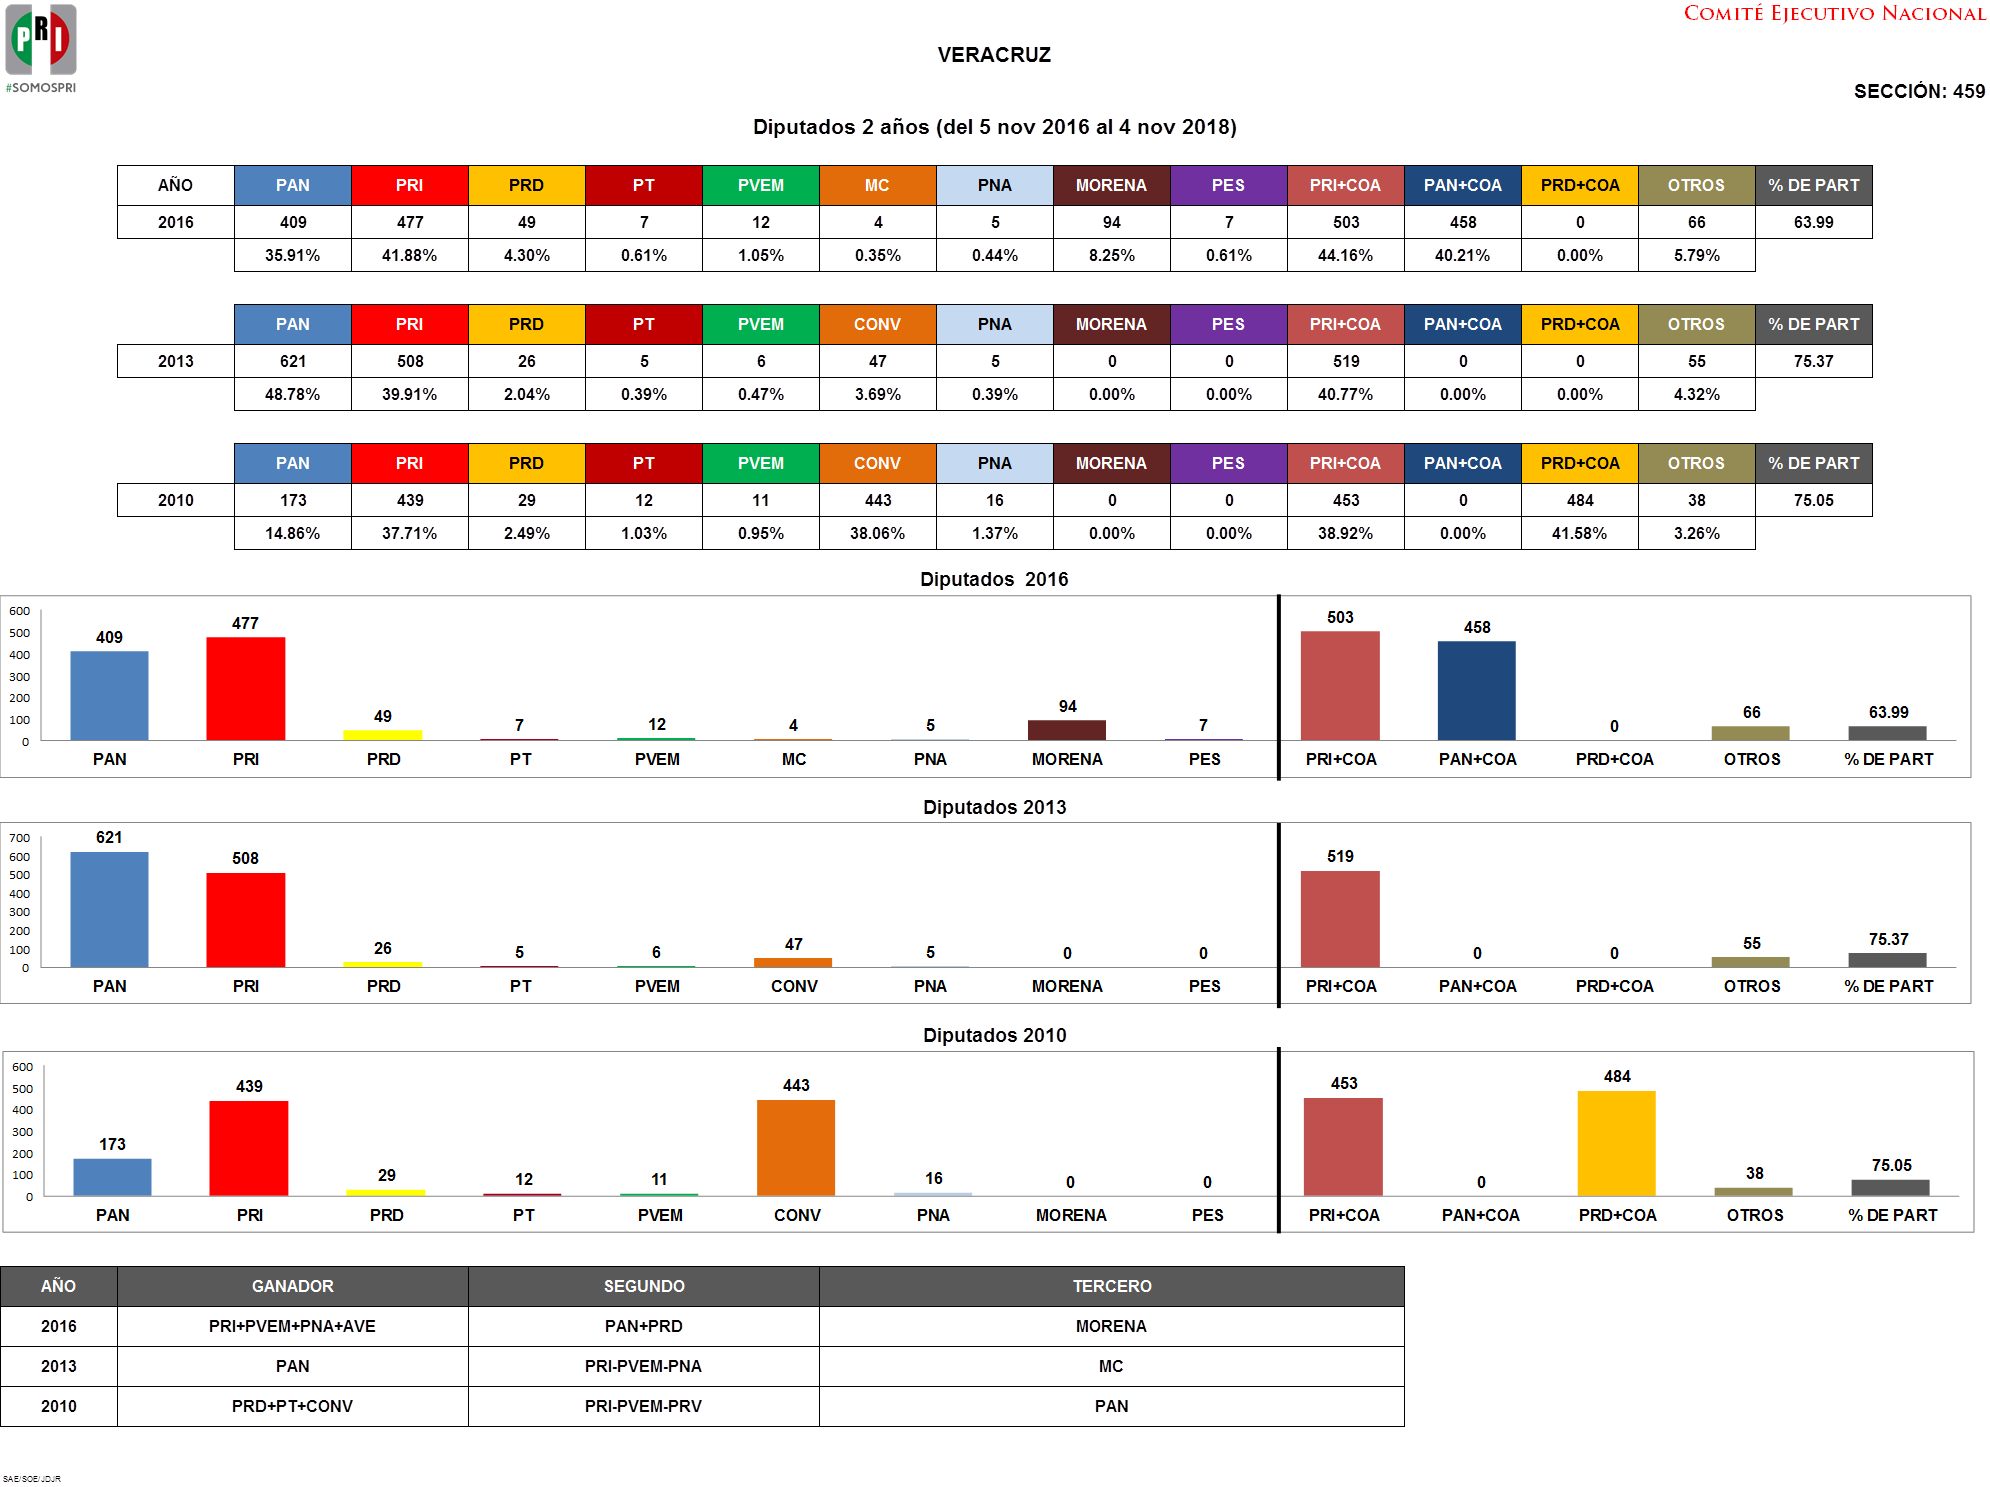 PRI
#SOMOSPRI
COMITÉ EJECUTIVO NACIONAL
VERACRUZ
SECCIÓN: 459
Diputados 2 años (del 5 nov 2016 al 4 nov 2018)
AÑO PAN PRI PRD PT PVEM MC PNA MORENA PES PRI+COA PAN+COA PRD+COA OTROS % DE PART
2016 409 477 49 7 12 4 5 94 7 503 458 0 66 63.99
35.91% 41.88% 4.30% 0.61% 1.05% 0.35% 0.44% 8.25% 0.61% 44.16% 40.21% 0.00% 5.79%
PAN PRI PRD PT PVEM CONV PNA MORENA PES PRI+COA PAN+COA PRD+COA OTROS % DE PART
2013 621 508 26 5 6 47 5 0 0 519 0 0 55 75.37
48.78% 39.91% 2.04% 0.39% 0.47% 3.69% 0.39% 0.00% 0.00% 40.77% 0.00% 0.00% 4.32%
PAN PRI PRD PT PVEM CONV PNA MORENA PES PRI+COA PAN+COA PRD+COA OTROS % DE PART
2010 173 439 29 12 11 443 16 0 0 453 0 484 38 75.05
14.86% 37.71% 2.49% 1.03% 0.95% 38.06% 1.37% 0.00% 0.00% 38.92% 0.00% 41.58% 3.26%
Diputados 2016
600
500
400
300
200
100
0
409 477 49 7 12 4 5 94 7 503 458 0 66 63.99
PAN PRI PRD PT PVEM MC PNA MORENA PES PRI+COA PAN+COA PRD+COA OTROS % DE PART
Diputados 2013
700
600
500
400
300
200
100
0
621 508 26 5 6 47 5 0 0 519 0 0 55 75.37
PAN PRI PRD PT PVEM CONV PNA MORENA PES PRI+COA PAN+COA PRD+COA OTROS % DE PART
Diputados 2010
600
500
400
300
200
100
0
173 439 29 12 11 443 16 0 0 453 0 484 38 75.05
PAN PRI PRD PT PVEM CONV PNA MORENA PES PRI+COA PAN+COA PRD+COA OTROS % DE PART
AÑO GANADOR SEGUNDO TERCERO
2016 PRI+PVEM+PNA+AVE PAN+PRD MORENA
2013 PAN PRI-PVEM-PNA MC
2010 PRD+PT+CONV PRI-PVEM-PRV PAN
SAE/SOE/JDJR